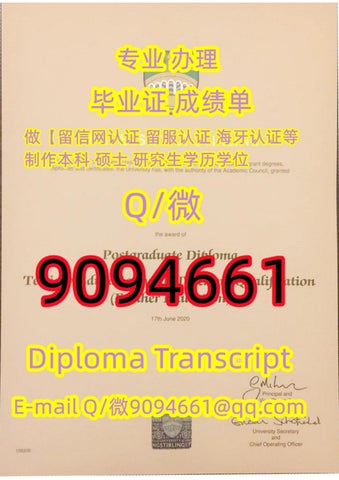 专业 办理
毕业证 成绩单
做【留信网认证 留服认证 海牙认证等
制作本科 硕士 研究生学历学位
the University has, with the authority of the Academic Council, granted
Q/微
the award of
Postgraduate Diploma
9094661
17th June 2020
Diploma Transcript
Principal and
E-mail Q/微9094661@qq.com
University Secretary
and
Chief Operating Officer